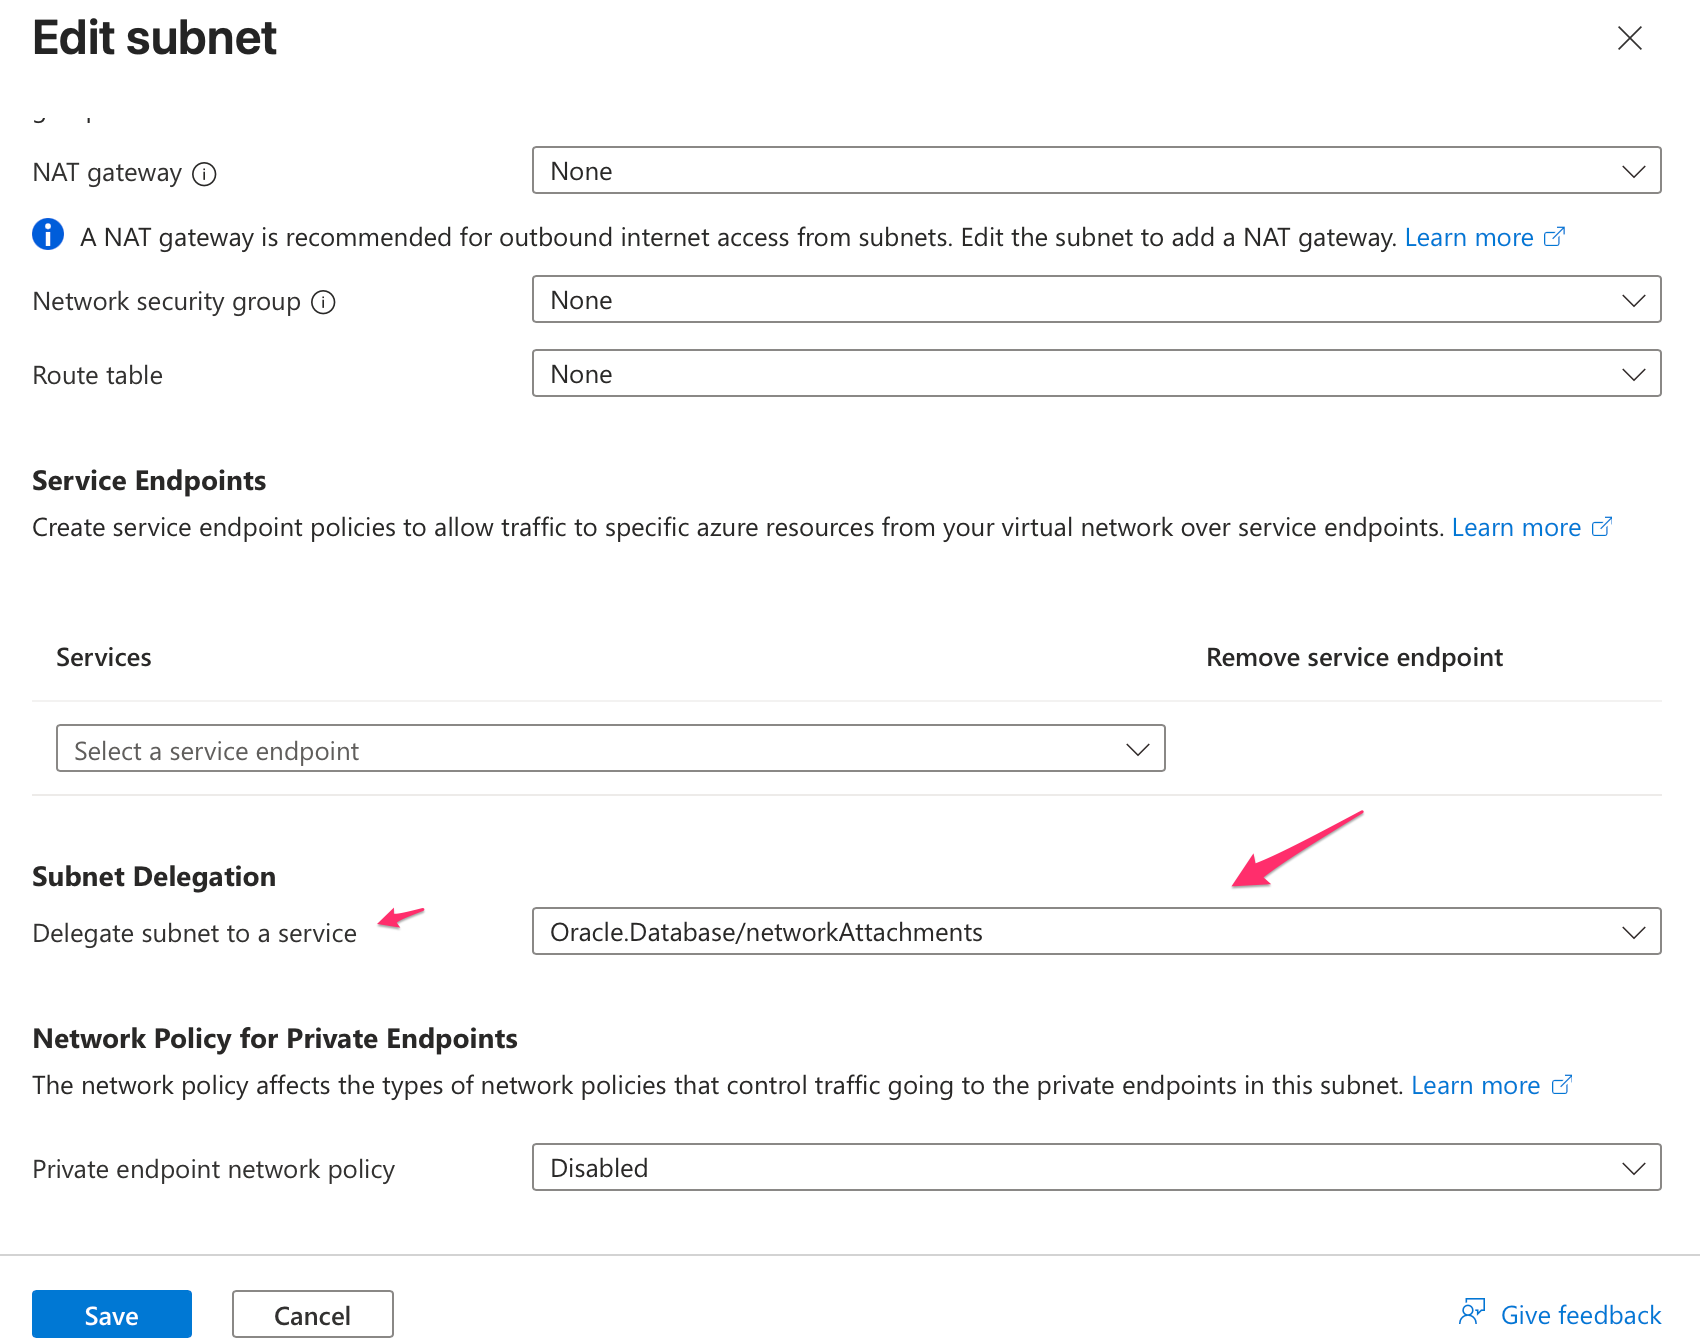 Edit subnet
NAT gateway
None
A NAT gateway is recommended for outbound internet access from subnets. Edit the subnet to add a NAT gateway. Learn more
Network security group
None
Route table
None
Service Endpoints
Create service endpoint policies to allow traffic to specific azure resources from your virtual network over service endpoints. Learn more
Services
Remove service endpoint
Select a service endpoint
Subnet Delegation
Delegate subnet to a service
Oracle.Database/networkAttachments
Network Policy for Private Endpoints
The network policy affects the types of network policies that control traffic going to the private endpoints in this subnet. Learn more
Private endpoint network policy
Disabled
Save
Cancel
Give feedback